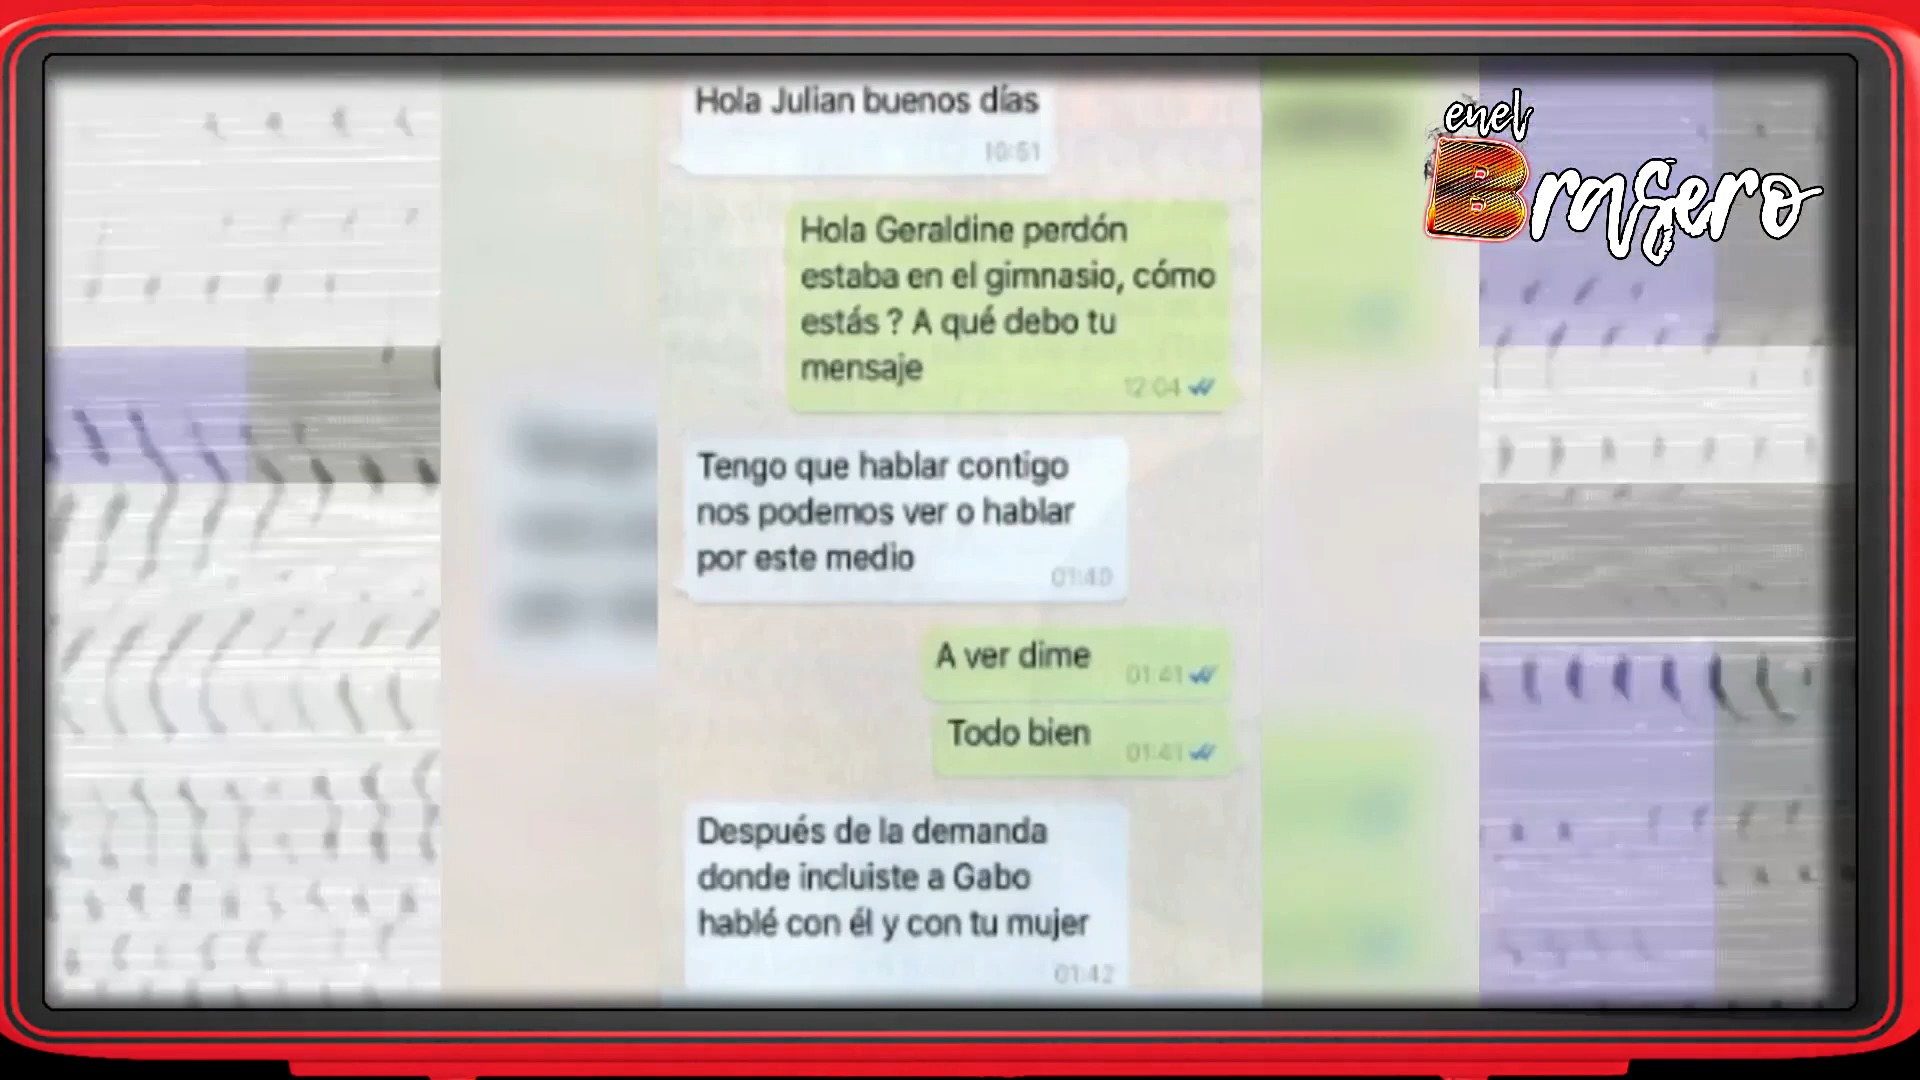 Hola Julian buenos días
10:51
enel
Brasero
Hola Geraldine perdón
estaba en el gimnasio, cómo
estás ? A qué debo tu
mensaje
12:04
Tengo que hablar contigo
nos podemos ver o hablar
por este medio
01:40
A ver dime
01:41
Todo bien
01:41
Después de la demanda
donde incluiste a Gabo
hablé con él y con tu mujer
01:42